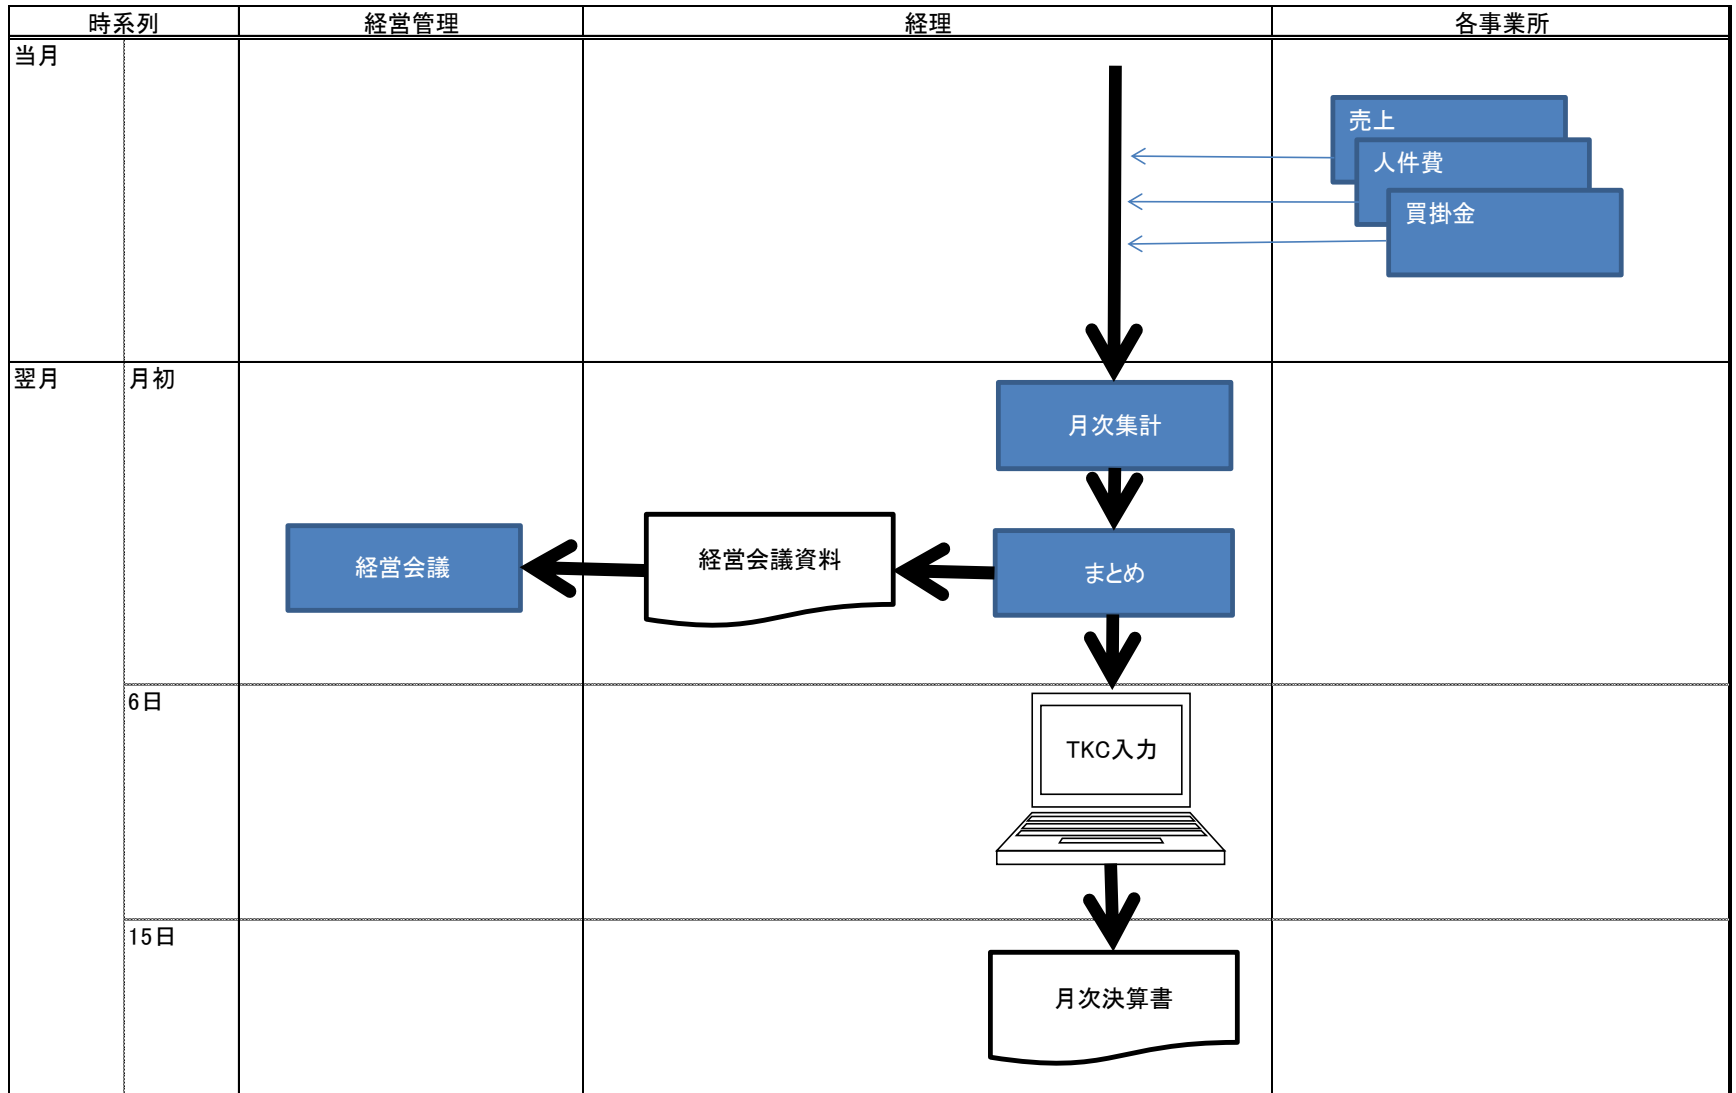 時系列
経営管理
経理
各事業所
当月
売上
人件費
買掛金
翌月
月初
月次集計
経営会議
経営会議資料
まとめ
6日
TKC入力
15日
月次決算書